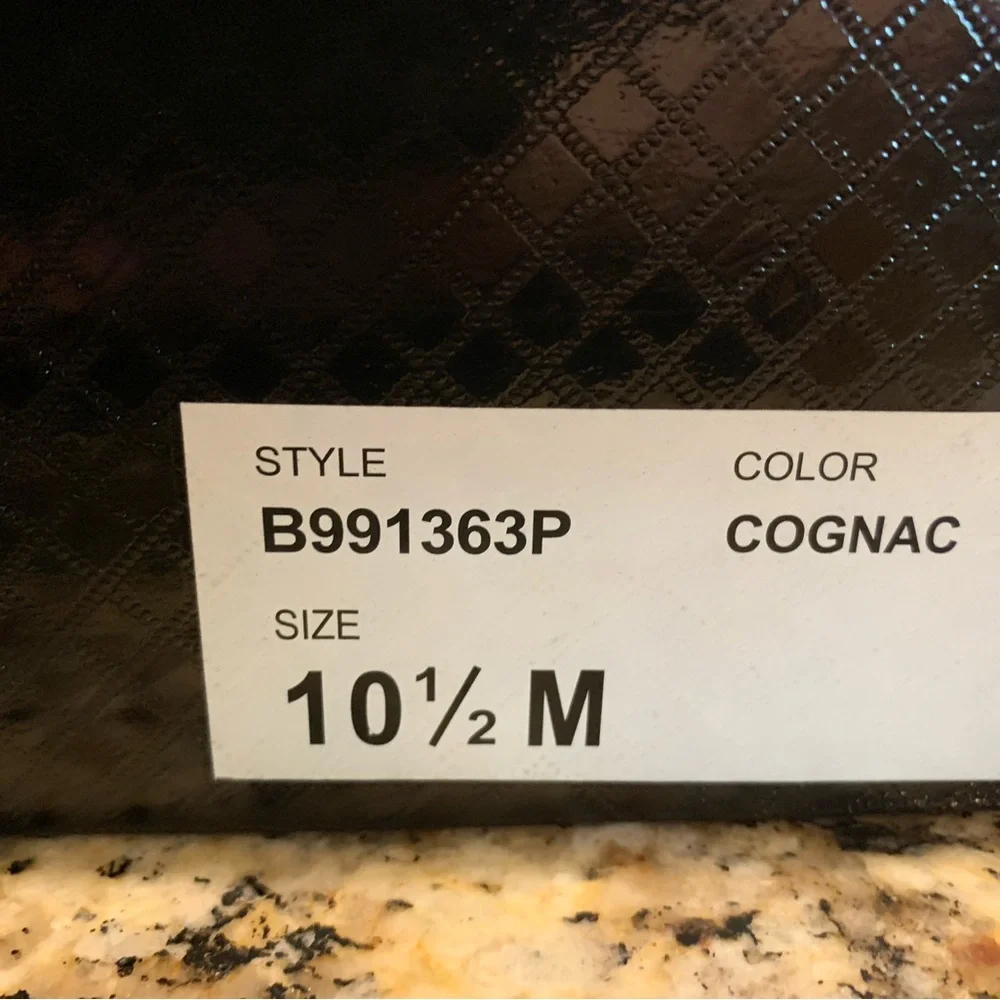 STYLE COLOR
B991363P COGNAC
SIZE
10½ M